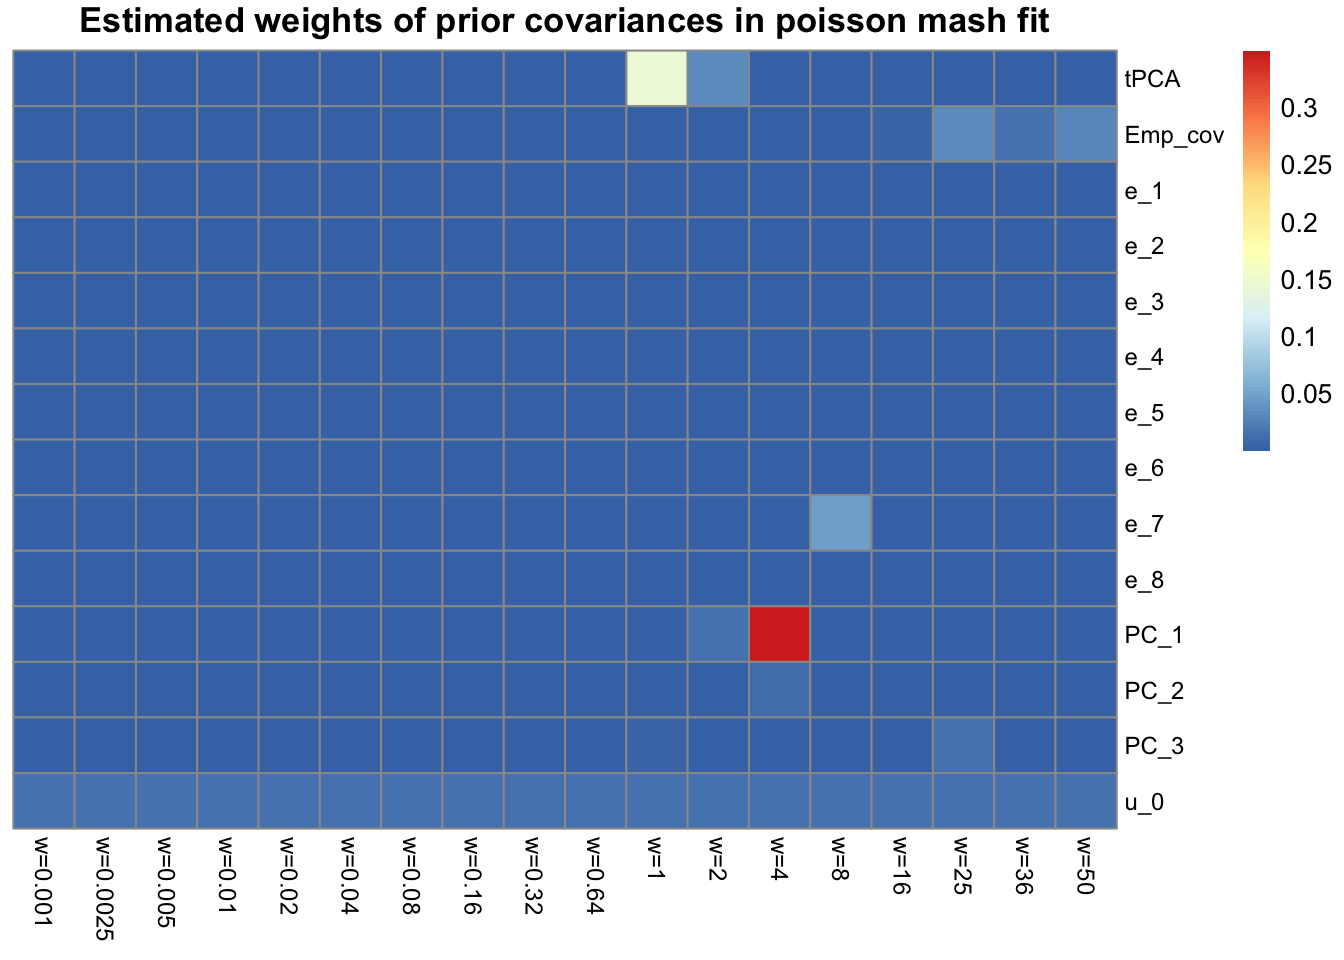 Estimated weights of prior covariances in poisson mash fit
tPCA
Emp_cov
e_1
e_2
e_3
e_4
e_5
e_6
e_7
e_8
PC_1
PC_2
PC_3
u_0
w=0.001
w=0.0025
w=0.005
w=0.01
w=0.02
w=0.04
w=0.08
w=0.16
w=0.32
w=0.64
w=1
w=2
w=4
w=8
w=16
w=25
w=36
w=50
0.3
0.25
0.2
0.15
0.1
0.05